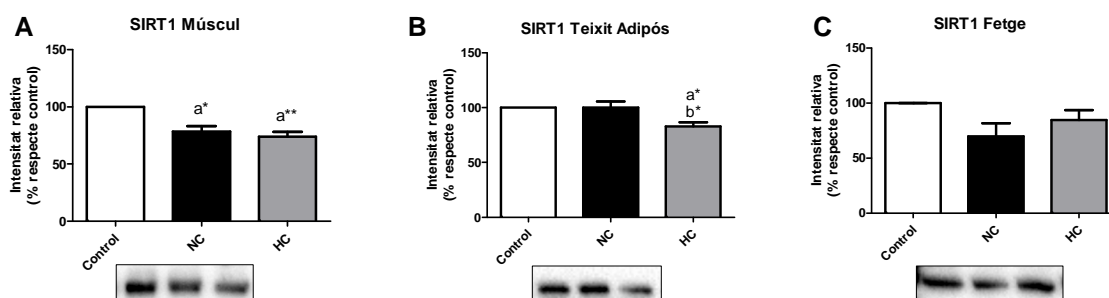 A
SIRT1 Múscul
Intensitat relativa
(% respecte control)
150
100
50
0
a*
a**
Control
NC
HC
B
SIRT1 Teixit Adipós
Intensitat relativa
(% respecte control)
150
100
50
0
a*
b*
Control
NC
HC
C
SIRT1 Fetge
Intensitat relativa
(% respecte control)
150
100
50
0
Control
NC
HC